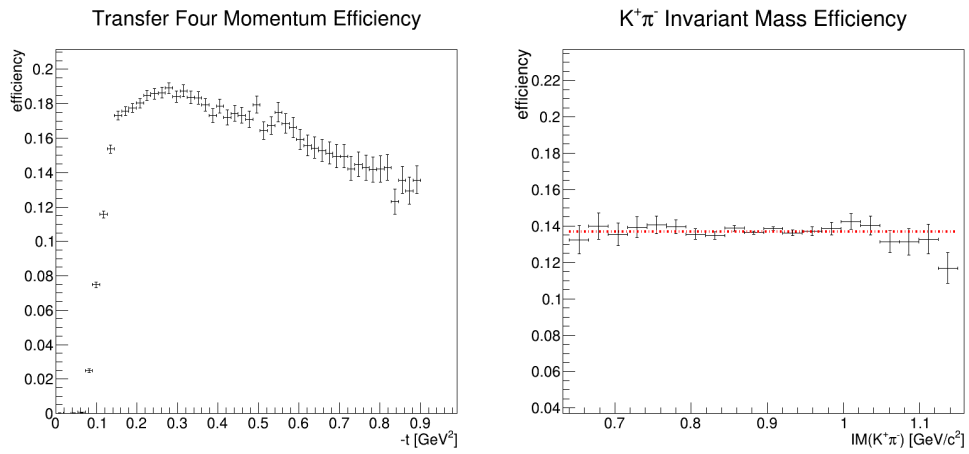 Transfer Four Momentum Efficiency
efficiency
0.2
0.18
0.16
0.14
0.12
0.1
0.08
0.06
0.04
0.02
0
0 0.1 0.2 0.3 0.4 0.5 0.6 0.7 0.8 0.9
-t [GeV²]
K⁺π⁻ Invariant Mass Efficiency
efficiency
0.22
0.2
0.18
0.16
0.14
0.12
0.1
0.08
0.06
0.04
0.7 0.8 0.9 1 1.1
IM(K⁺π⁻) [GeV/c²]